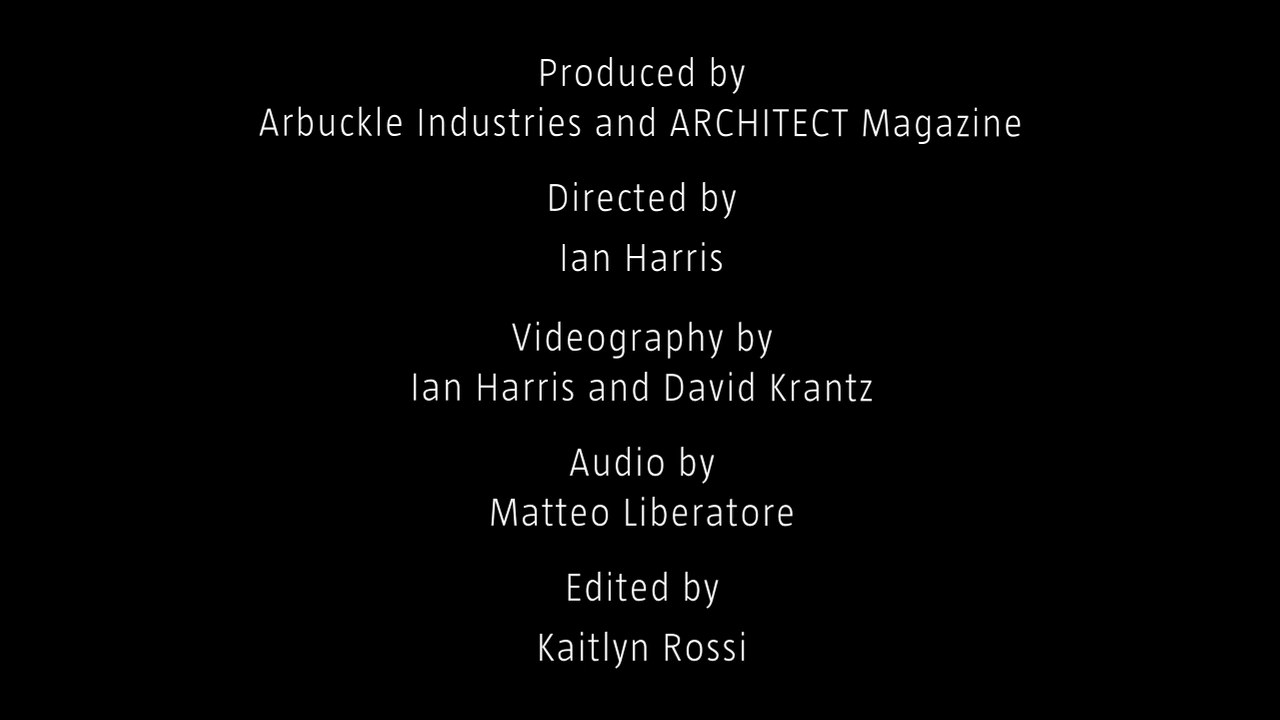 Produced by
Arbuckle Industries and ARCHITECT Magazine
Directed by
Ian Harris
Videography by
Ian Harris and David Krantz
Audio by
Matteo Liberatore
Edited by
Kaitlyn Rossi